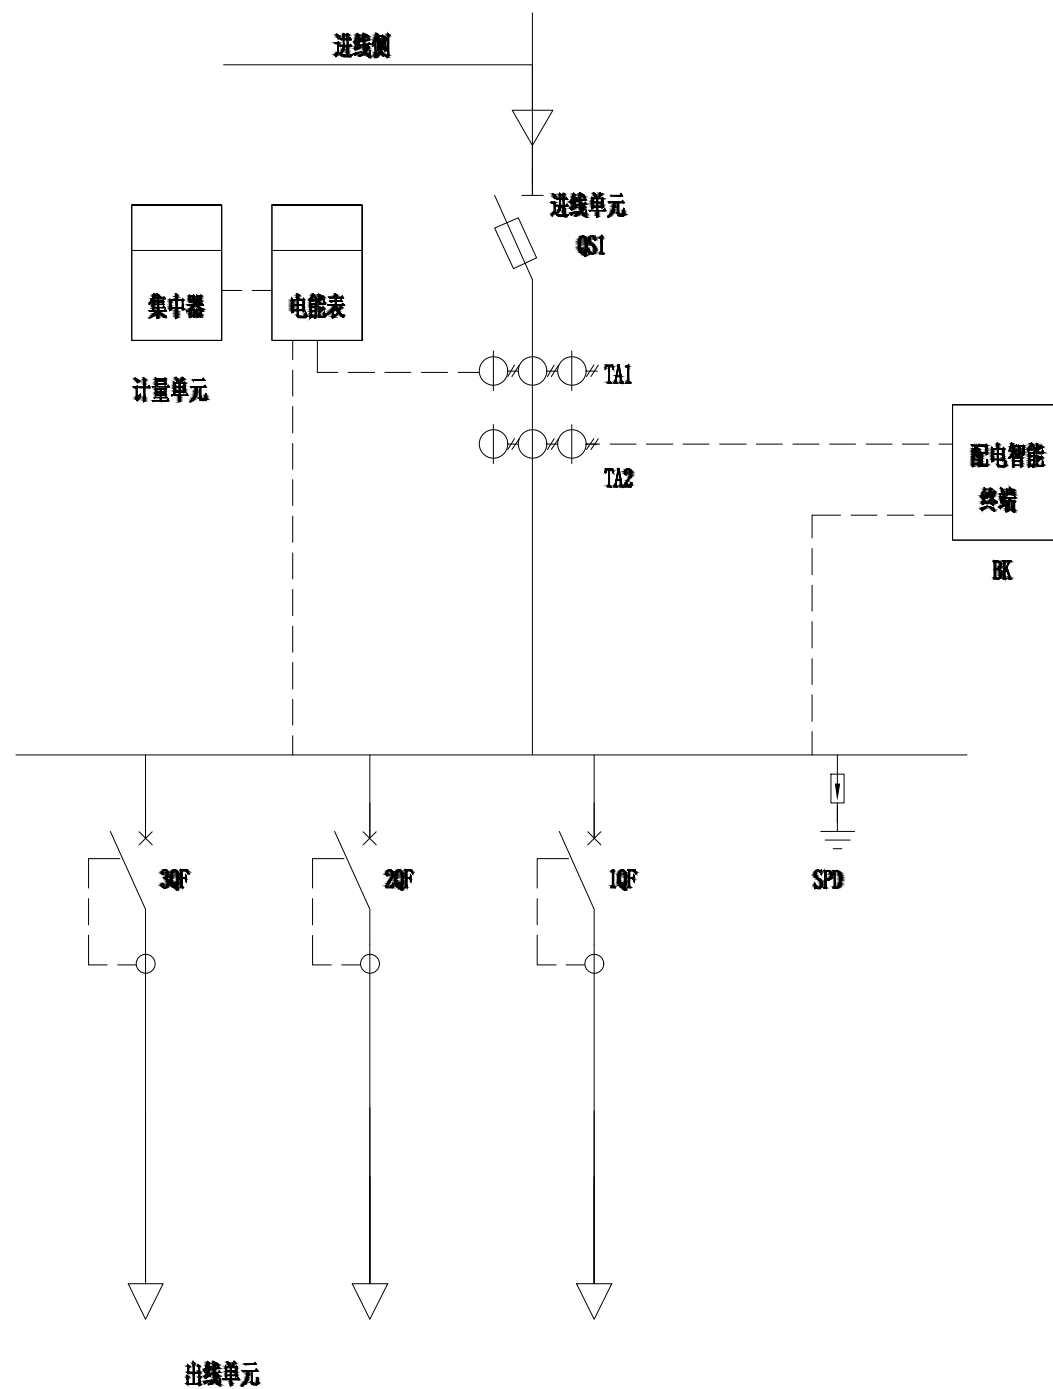 进线侧
进线单元
QS1
集中器
电能表
计量单元
TA1
TA2
配电智能
终端
BK
3QF
2QF
1QF
SPD
出线单元